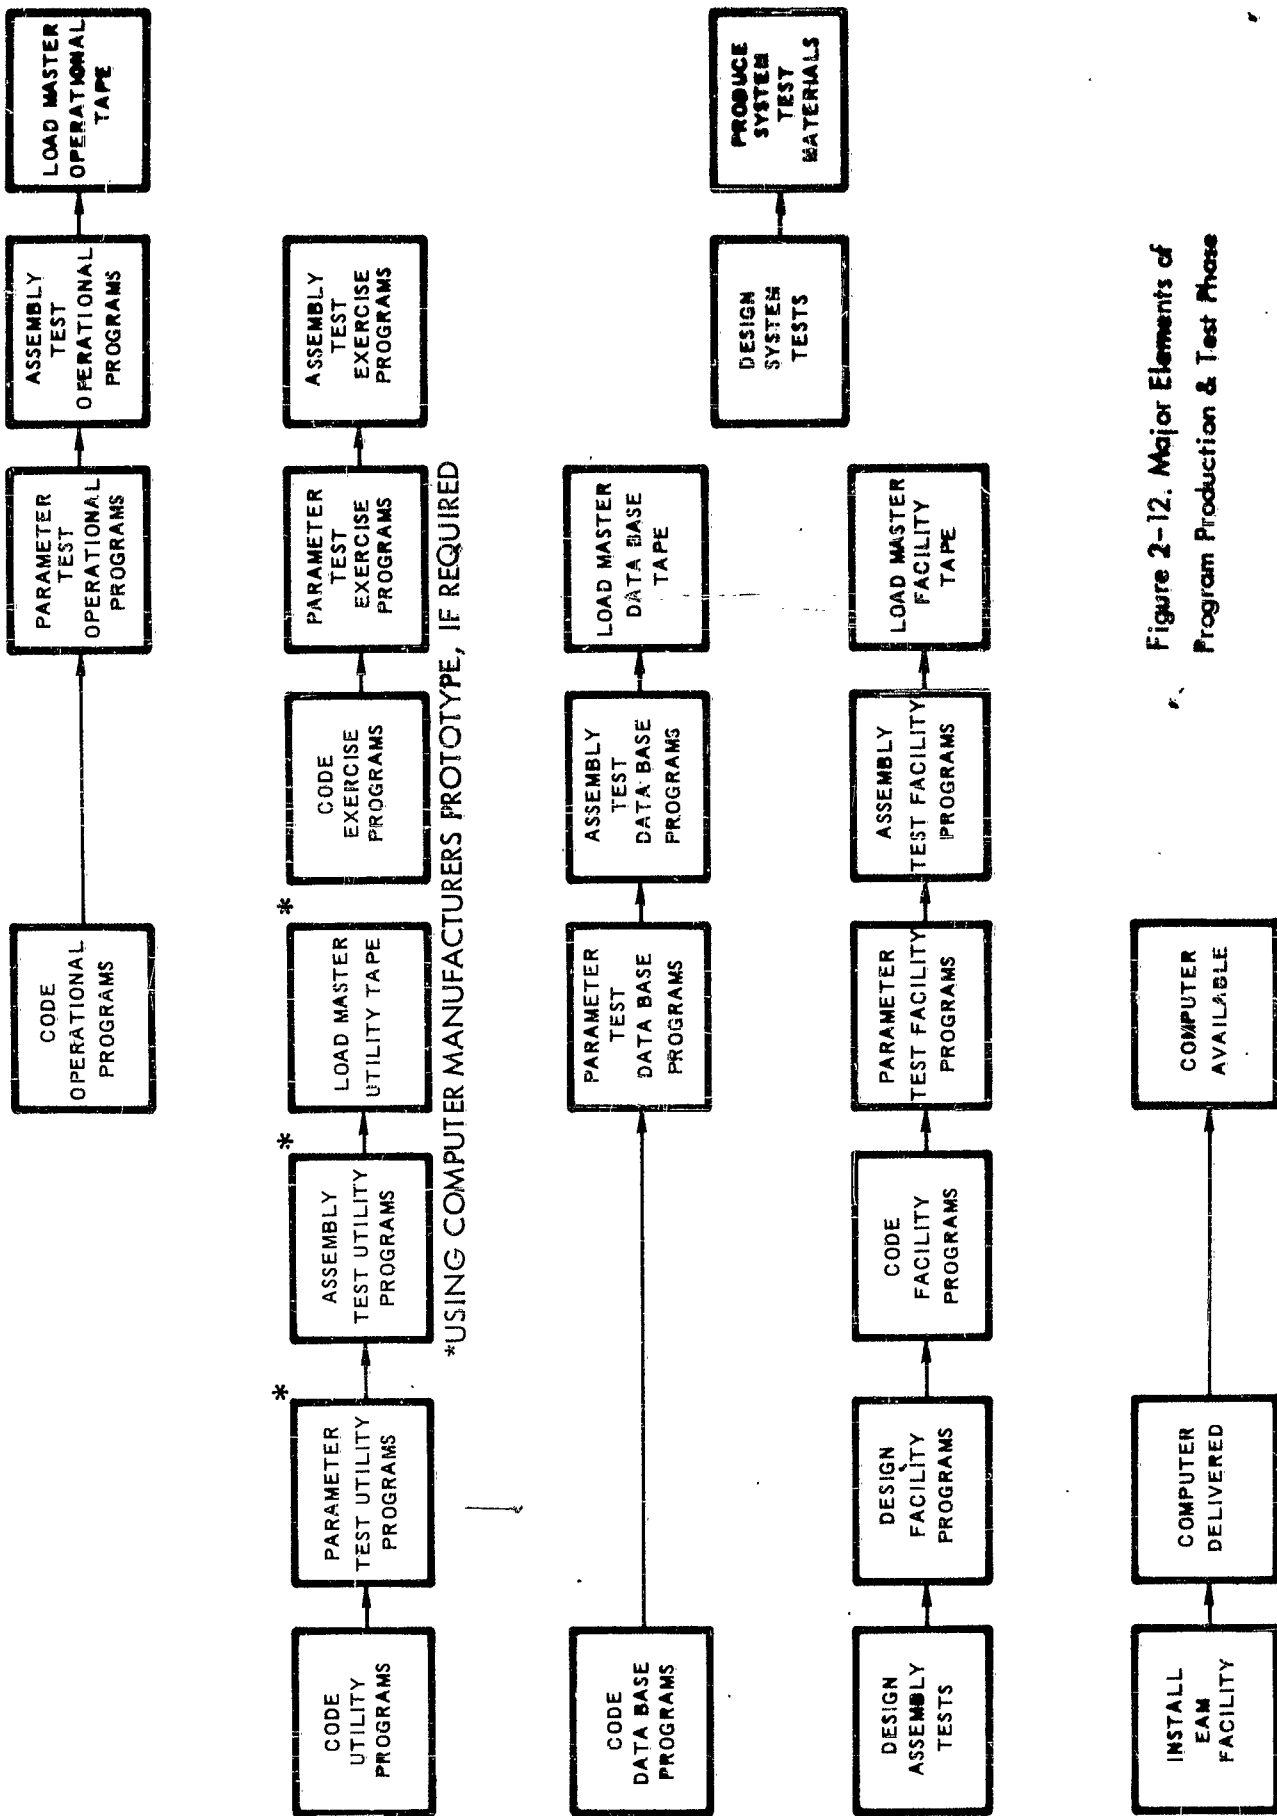 CODE
OPERATIONAL
PROGRAMS
PARAMETER
TEST
OPERATIONAL
PROGRAMS
ASSEMBLY
TEST
OPERATIONAL
PROGRAMS
LOAD MASTER
OPERATIONAL
TAPE
CODE
UTILITY
PROGRAMS
*
PARAMETER
TEST UTILITY
PROGRAMS
*
ASSEMBLY
TEST UTILITY
PROGRAMS
*
LOAD MASTER
UTILITY TAPE
CODE
EXERCISE
PROGRAMS
PARAMETER
TEST
EXERCISE
PROGRAMS
ASSEMBLY
TEST
EXERCISE
PROGRAMS
*USING COMPUTER MANUFACTURERS PROTOTYPE, IF REQUIRED
CODE
DATA BASE
PROGRAMS
PARAMETER
TEST
DATA BASE
PROGRAMS
ASSEMBLY
TEST
DATA BASE
PROGRAMS
LOAD MASTER
DATA BASE
TAPE
DESIGN
SYSTEM
TESTS
PRODUCE
SYSTEM
TEST
MATERIALS
DESIGN
ASSEMBLY
TESTS
DESIGN
FACILITY
PROGRAMS
CODE
FACILITY
PROGRAMS
PARAMETER
TEST FACILITY
PROGRAMS
ASSEMBLY
TEST FACILITY
PROGRAMS
LOAD MASTER
FACILITY
TAPE
INSTALL
EAM
FACILITY
COMPUTER
DELIVERED
COMPUTER
AVAILABLE
Figure 2-12. Major Elements of
Program Production & Test Phase